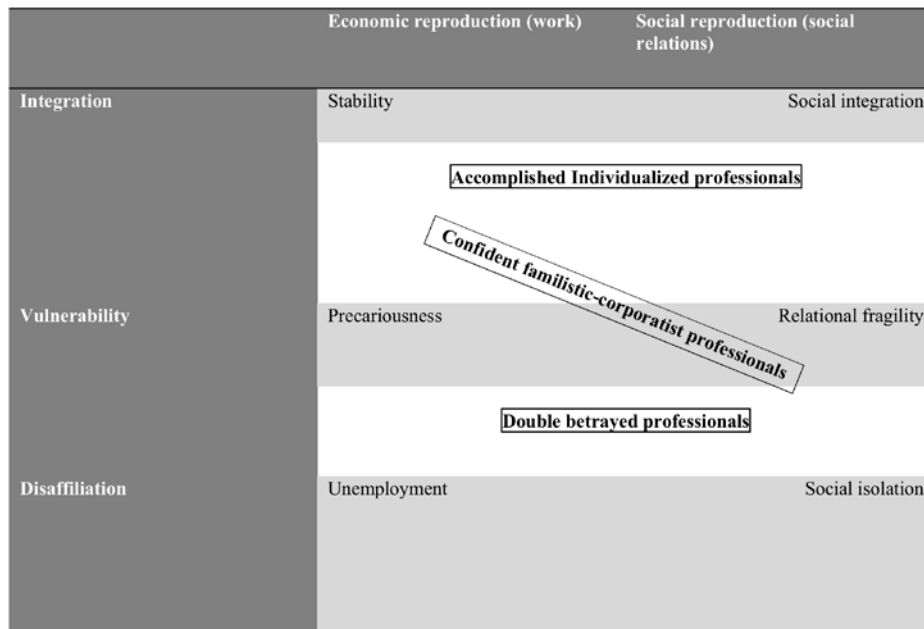 Economic reproduction (work)
Social reproduction (social
relations)
Integration
Stability
Social integration
Accomplished Individualized professionals
Confident familistic-corporatist professionals
Vulnerability
Precariousness
Relational fragility
Double betrayed professionals
Disaffiliation
Unemployment
Social isolation